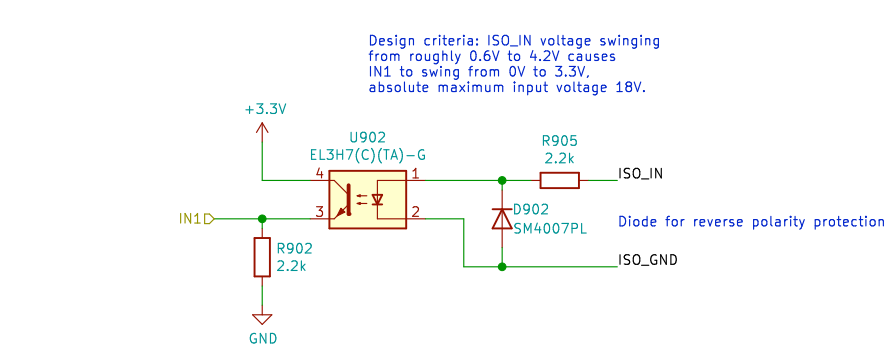 Design criteria: ISO_IN voltage swinging
from roughly 0.6V to 4.2V causes
IN1 to swing from 0V to 3.3V,
absolute maximum input voltage 18V.
+3.3V
U902
EL3H7(C)(TA)-G
R905
2.2k
4
1
ISO_IN
3
2
IN1
D902
SM4007PL
Diode for reverse polarity protection
R902
2.2k
ISO_GND
GND